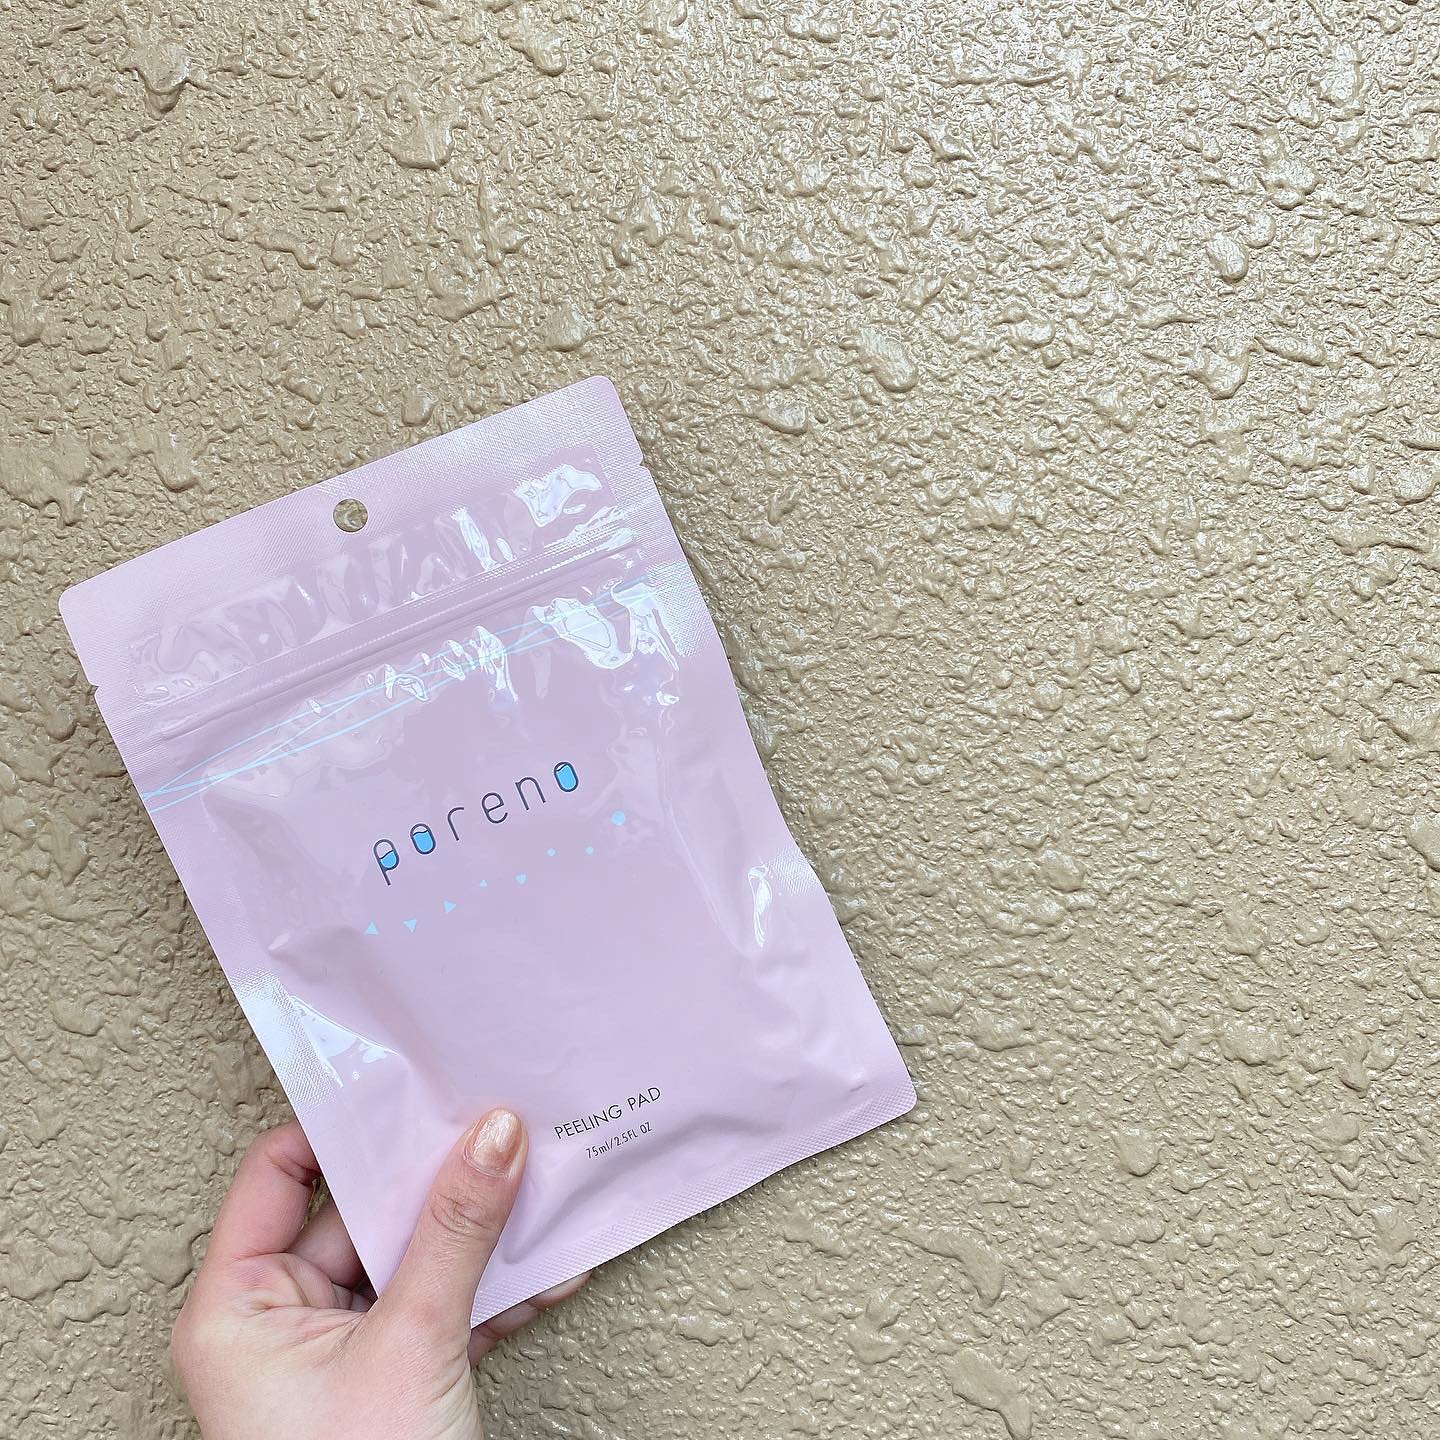 poreno
PEELING PAD
75ml/2.5FL OZ